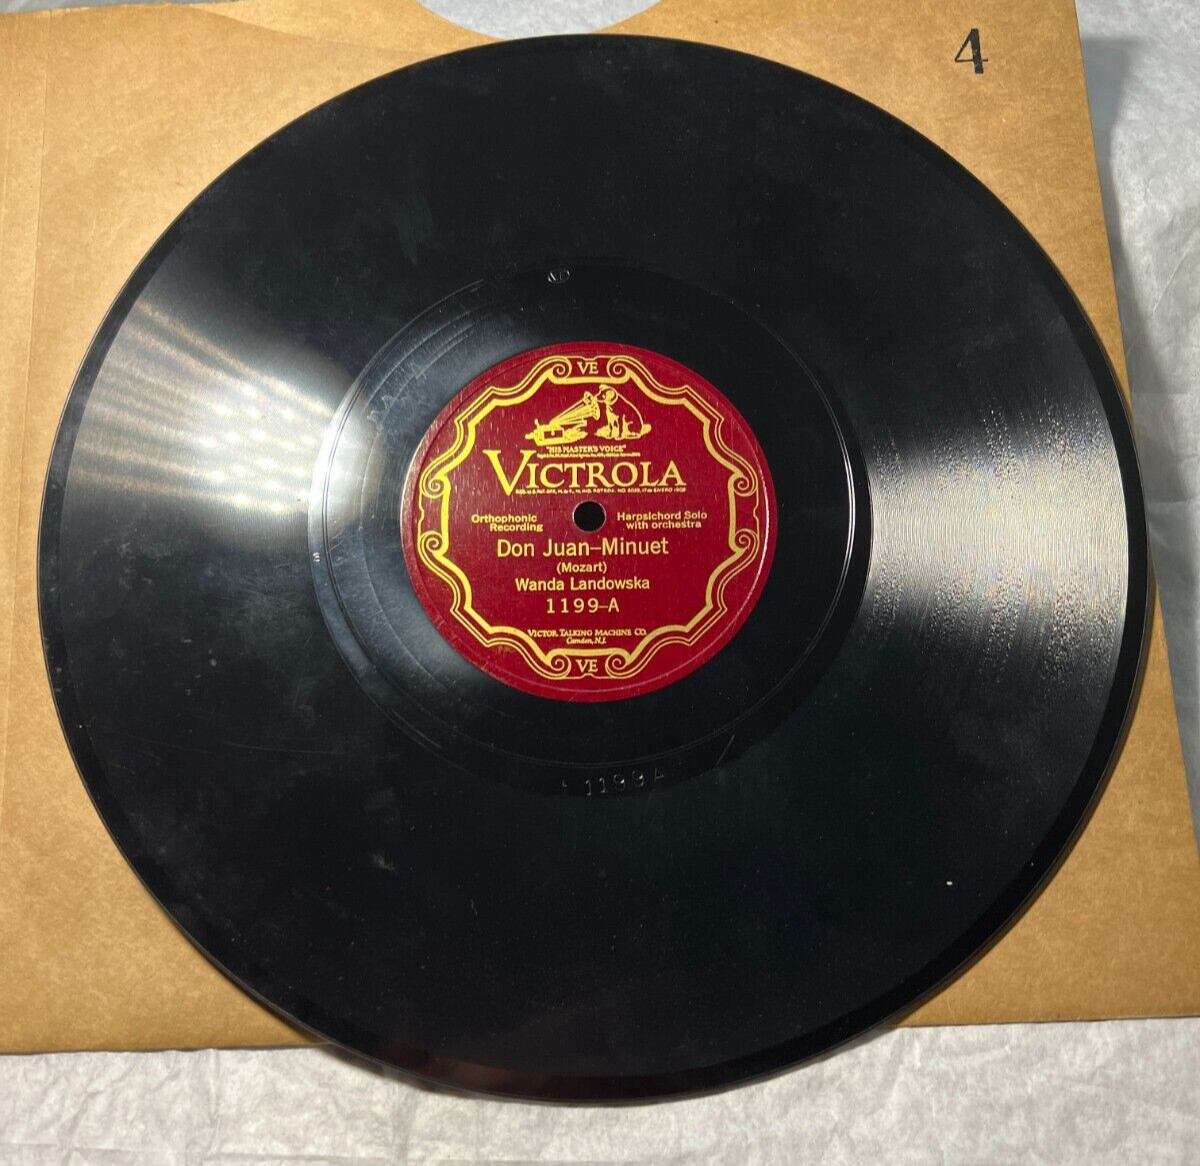 4
VE
"HIS MASTER'S VOICE"
VICTROLA
Orthophonic Recording
Harpsichord Solo with orchestra
Don Juan–Minuet
(Mozart)
Wanda Landowska
1199-A
VICTOR TALKING MACHINE CO.
Camden, N.J.
VE
1199A